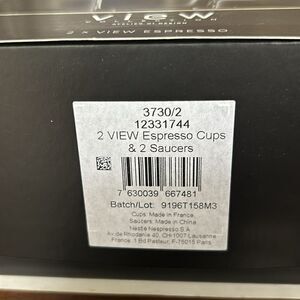 VIEW
2 x VIEW ESPRESSO
3730/2
12331744
2 VIEW Espresso Cups
& 2 Saucers
7 630039 667481
Batch/Lot: 9196T158M3
Cups: Made in France,
Saucers: Made in China
Nestlé Nespresso S.A.
Av. de Rhodanie 40, CH-1007 Lausanne
France: 1 Bd Pasteur, F-75015 Paris